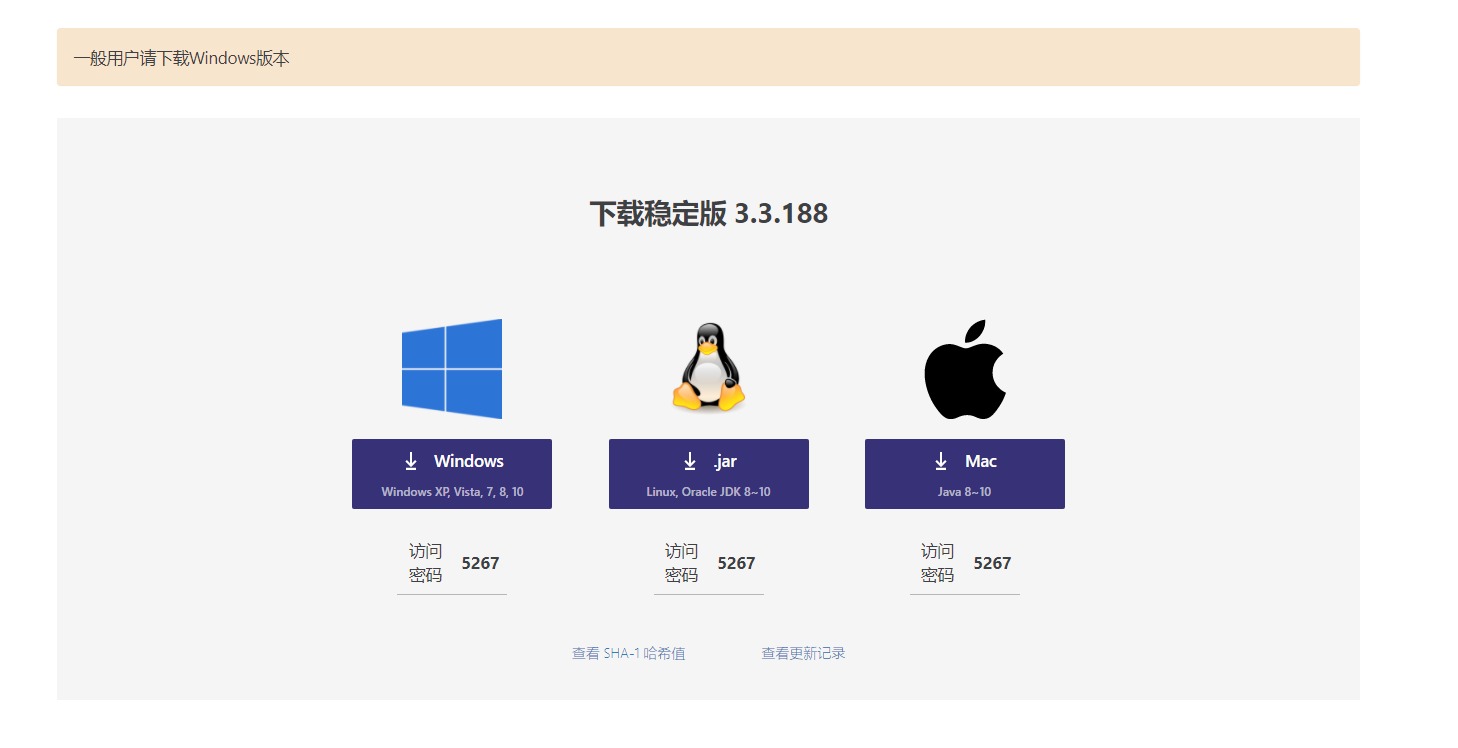 一般用户请下载Windows版本
下载稳定版 3.3.188
Windows
Windows XP, Vista, 7, 8, 10
.jar
Linux, Oracle JDK 8~10
Mac
Java 8~10
访问
密码
5267
访问
密码
5267
访问
密码
5267
查看 SHA-1 哈希值
查看更新记录